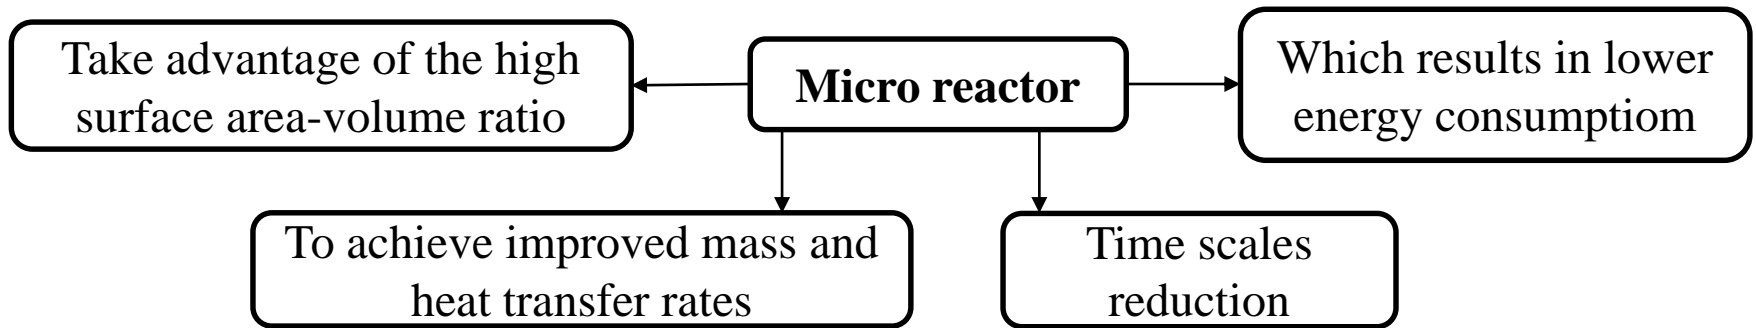 Take advantage of the high
surface area-volume ratio
Micro reactor
Which results in lower
energy consumptiom
To achieve improved mass and
heat transfer rates
Time scales
reduction